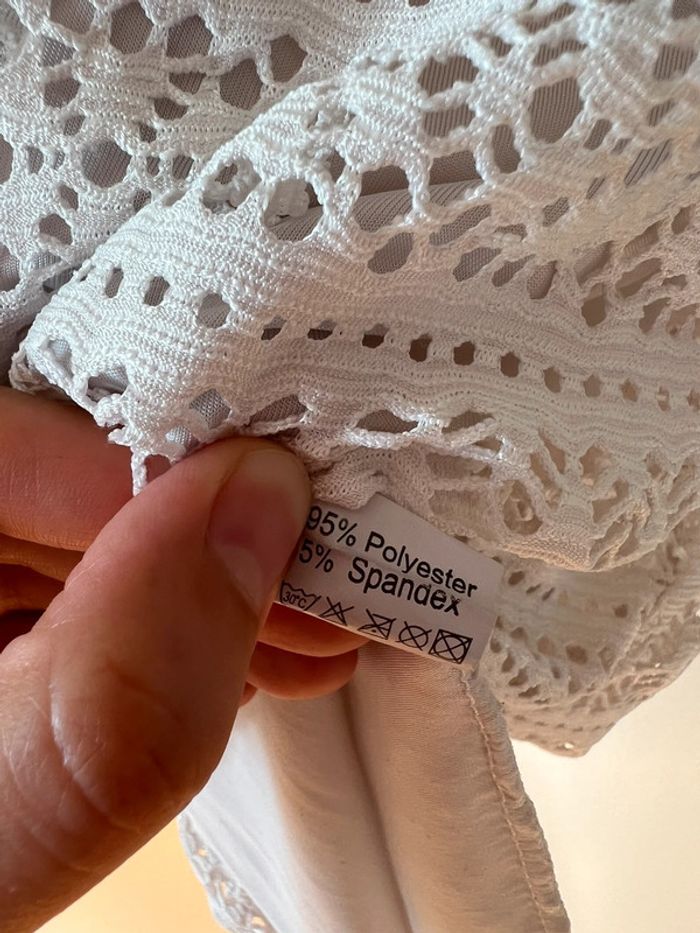 95% Polyester
5% Spandex
30°C